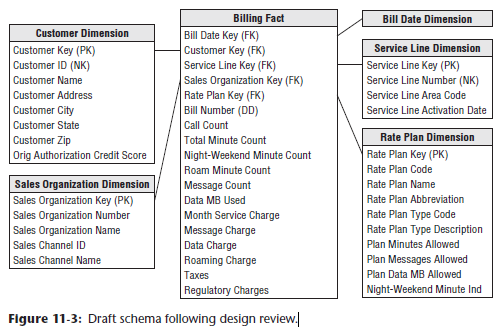 Customer Dimension
Customer Key (PK)
Customer ID (NK)
Customer Name
Customer Address
Customer City
Customer State
Customer Zip
Orig Authorization Credit Score
Sales Organization Dimension
Sales Organization Key (PK)
Sales Organization Number
Sales Organization Name
Sales Channel ID
Sales Channel Name
Billing Fact
Bill Date Key (FK)
Customer Key (FK)
Service Line Key (FK)
Sales Organization Key (FK)
Rate Plan Key (FK)
Bill Number (DD)
Call Count
Total Minute Count
Night-Weekend Minute Count
Roam Minute Count
Message Count
Data MB Used
Month Service Charge
Message Charge
Data Charge
Roaming Charge
Taxes
Regulatory Charges
Bill Date Dimension
Service Line Dimension
Service Line Key (PK)
Service Line Number (NK)
Service Line Area Code
Service Line Activation Date
Rate Plan Dimension
Rate Plan Key (PK)
Rate Plan Code
Rate Plan Name
Rate Plan Abbreviation
Rate Plan Type Code
Rate Plan Type Description
Plan Minutes Allowed
Plan Messages Allowed
Plan Data MB Allowed
Night-Weekend Minute Ind
Figure 11-3: Draft schema following design review.